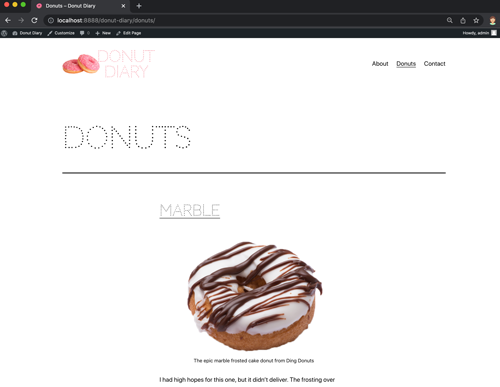 Donuts – Donut Diary
localhost:8888/donut-diary/donuts/
Donut Diary Customize 0 New Edit Page Howdy, admin
DONUT
DIARY
About Donuts Contact
DONUTS
MARBLE
The epic marble frosted cake donut from Ding Donuts
I had high hopes for this one, but it didn't deliver. The frosting over